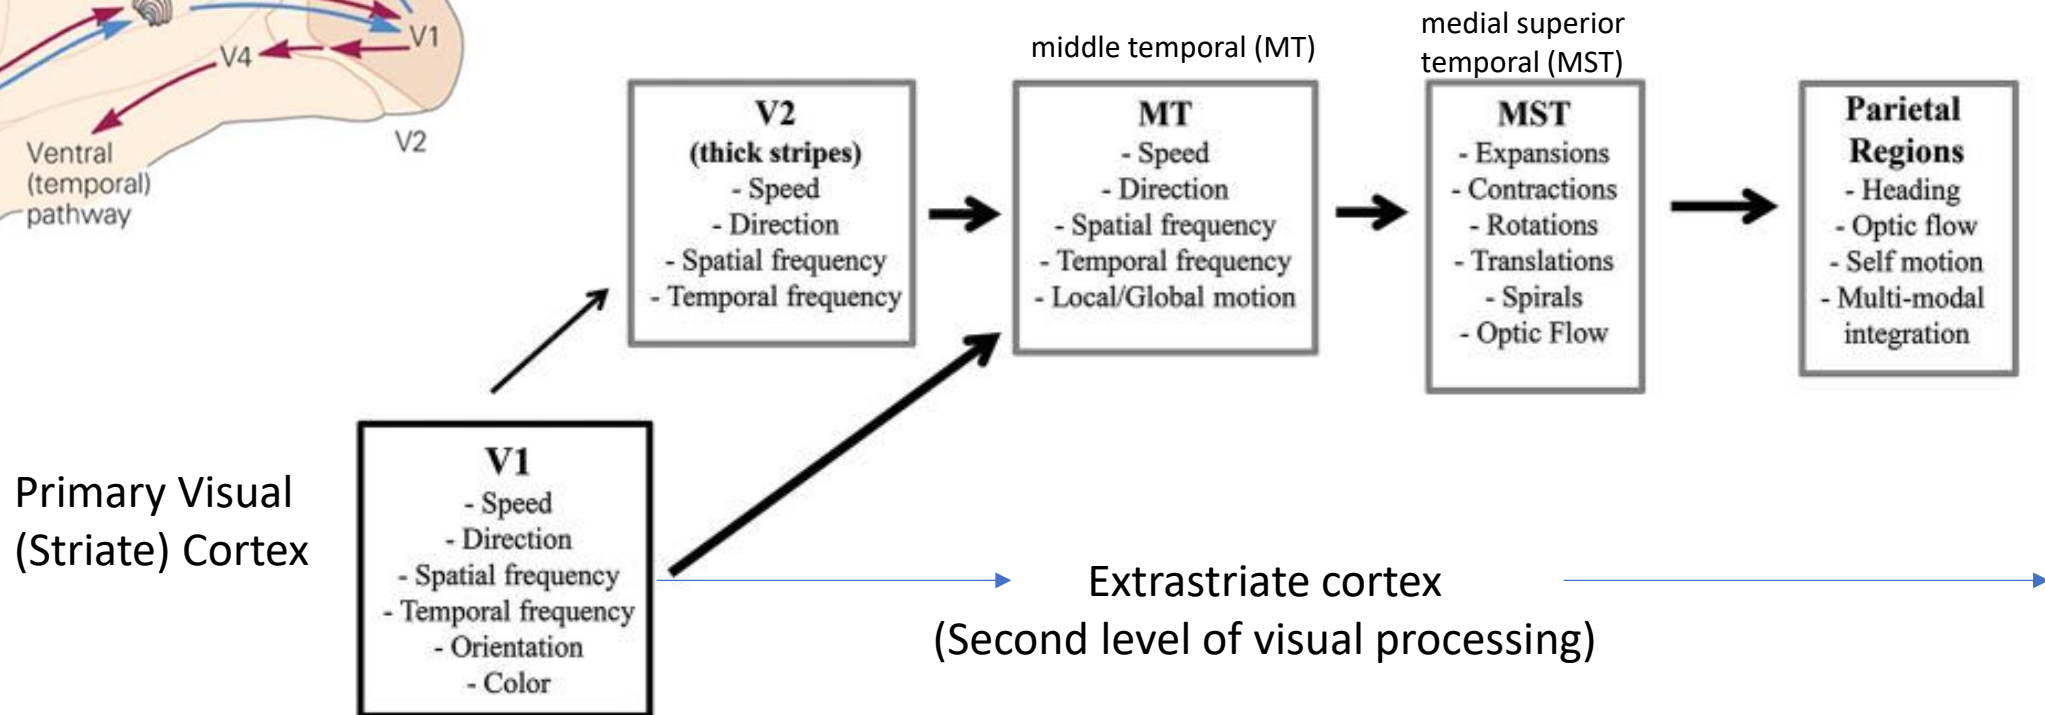 V1
V4
V2
Ventral
(temporal)
pathway
middle temporal (MT)
medial superior
temporal (MST)
V2
(thick stripes)
- Speed
- Direction
- Spatial frequency
- Temporal frequency
MT
- Speed
- Direction
- Spatial frequency
- Temporal frequency
- Local/Global motion
MST
- Expansions
- Contractions
- Rotations
- Translations
- Spirals
- Optic Flow
Parietal
Regions
- Heading
- Optic flow
- Self motion
- Multi-modal
integration
Primary Visual
(Striate) Cortex
V1
- Speed
- Direction
- Spatial frequency
- Temporal frequency
- Orientation
- Color
Extrastriate cortex
(Second level of visual processing)